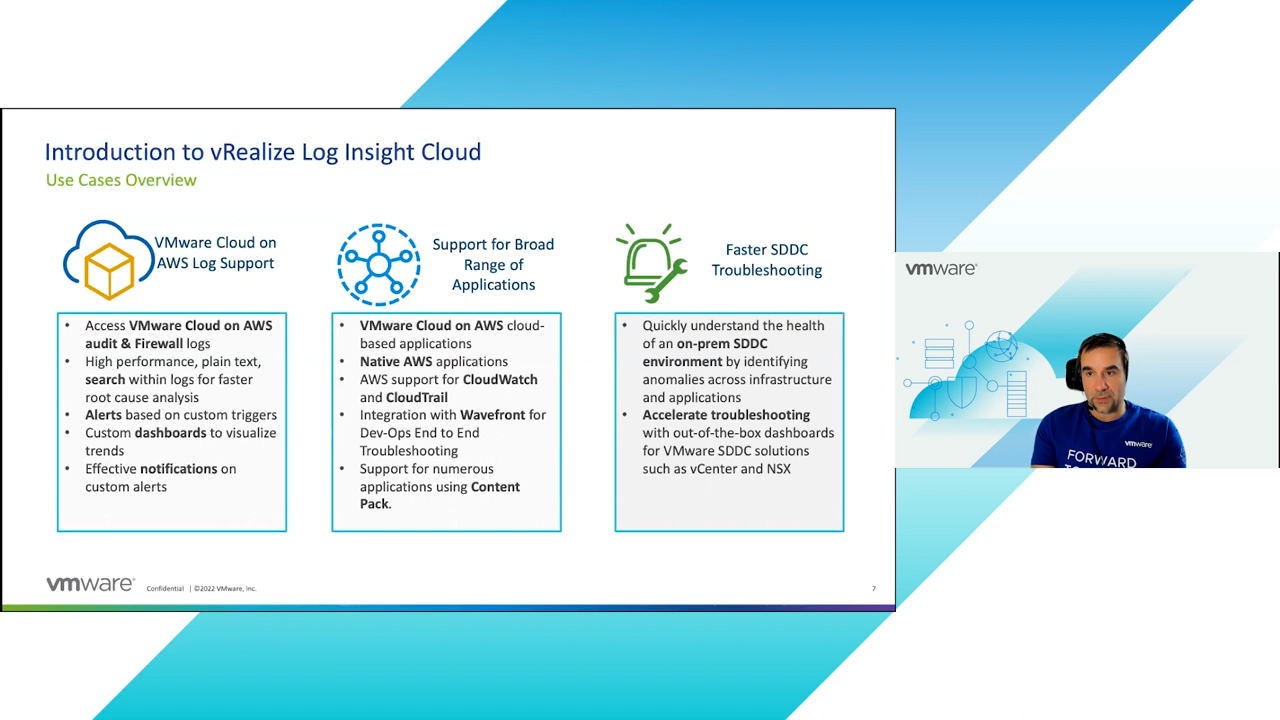 Introduction to vRealize Log Insight Cloud
Use Cases Overview
VMware Cloud on
AWS Log Support
• Access VMware Cloud on AWS
audit & Firewall logs
• High performance, plain text,
search within logs for faster
root cause analysis
• Alerts based on custom triggers
• Custom dashboards to visualize
trends
• Effective notifications on
custom alerts
Support for Broad
Range of
Applications
• VMware Cloud on AWS cloud-
based applications
• Native AWS applications
• AWS support for CloudWatch
and CloudTrail
• Integration with Wavefront for
Dev-Ops End to End
Troubleshooting
• Support for numerous
applications using Content
Pack.
Faster SDDC
Troubleshooting
• Quickly understand the health
of an on-prem SDDC
environment by identifying
anomalies across infrastructure
and applications
• Accelerate troubleshooting
with out-of-the-box dashboards
for VMware SDDC solutions
such as vCenter and NSX
vmware®
Confidential | ©2022 VMware, Inc.
7
vmware®
vmware®
FORWARD